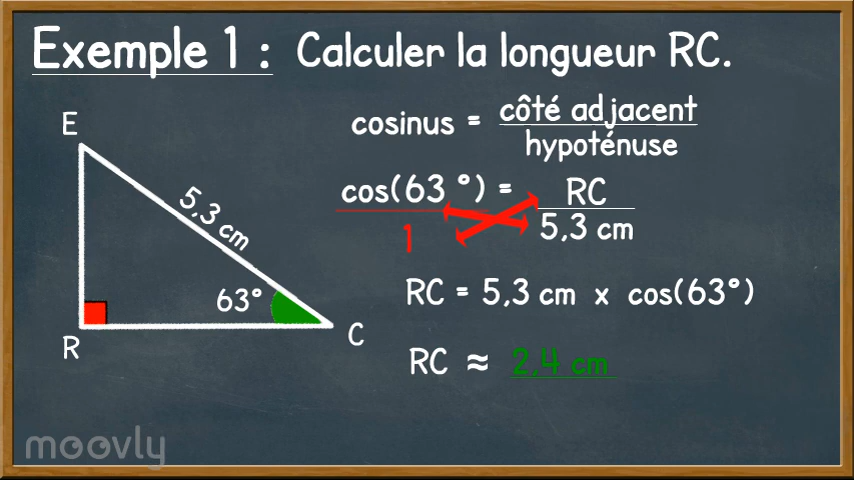 Exemple 1 : Calculer la longueur RC.
E
5,3 cm
63°
R
C
cosinus = côté adjacent
hypoténuse
cos(63 °) = RC
1
5,3 cm
RC = 5,3 cm x cos(63°)
RC ≈ 2,4 cm
moovly